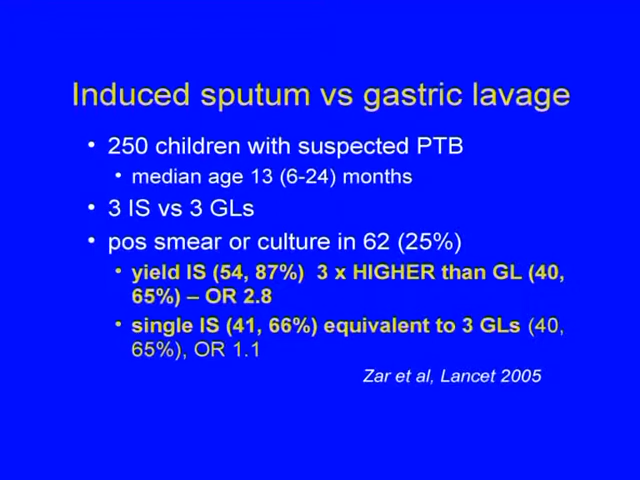 Induced sputum vs gastric lavage
• 250 children with suspected PTB
• median age 13 (6-24) months
• 3 IS vs 3 GLs
• pos smear or culture in 62 (25%)
• yield IS (54, 87%)  3 x HIGHER than GL (40,
65%) – OR 2.8
• single IS (41, 66%) equivalent to 3 GLs (40,
65%), OR 1.1
Zar et al, Lancet 2005